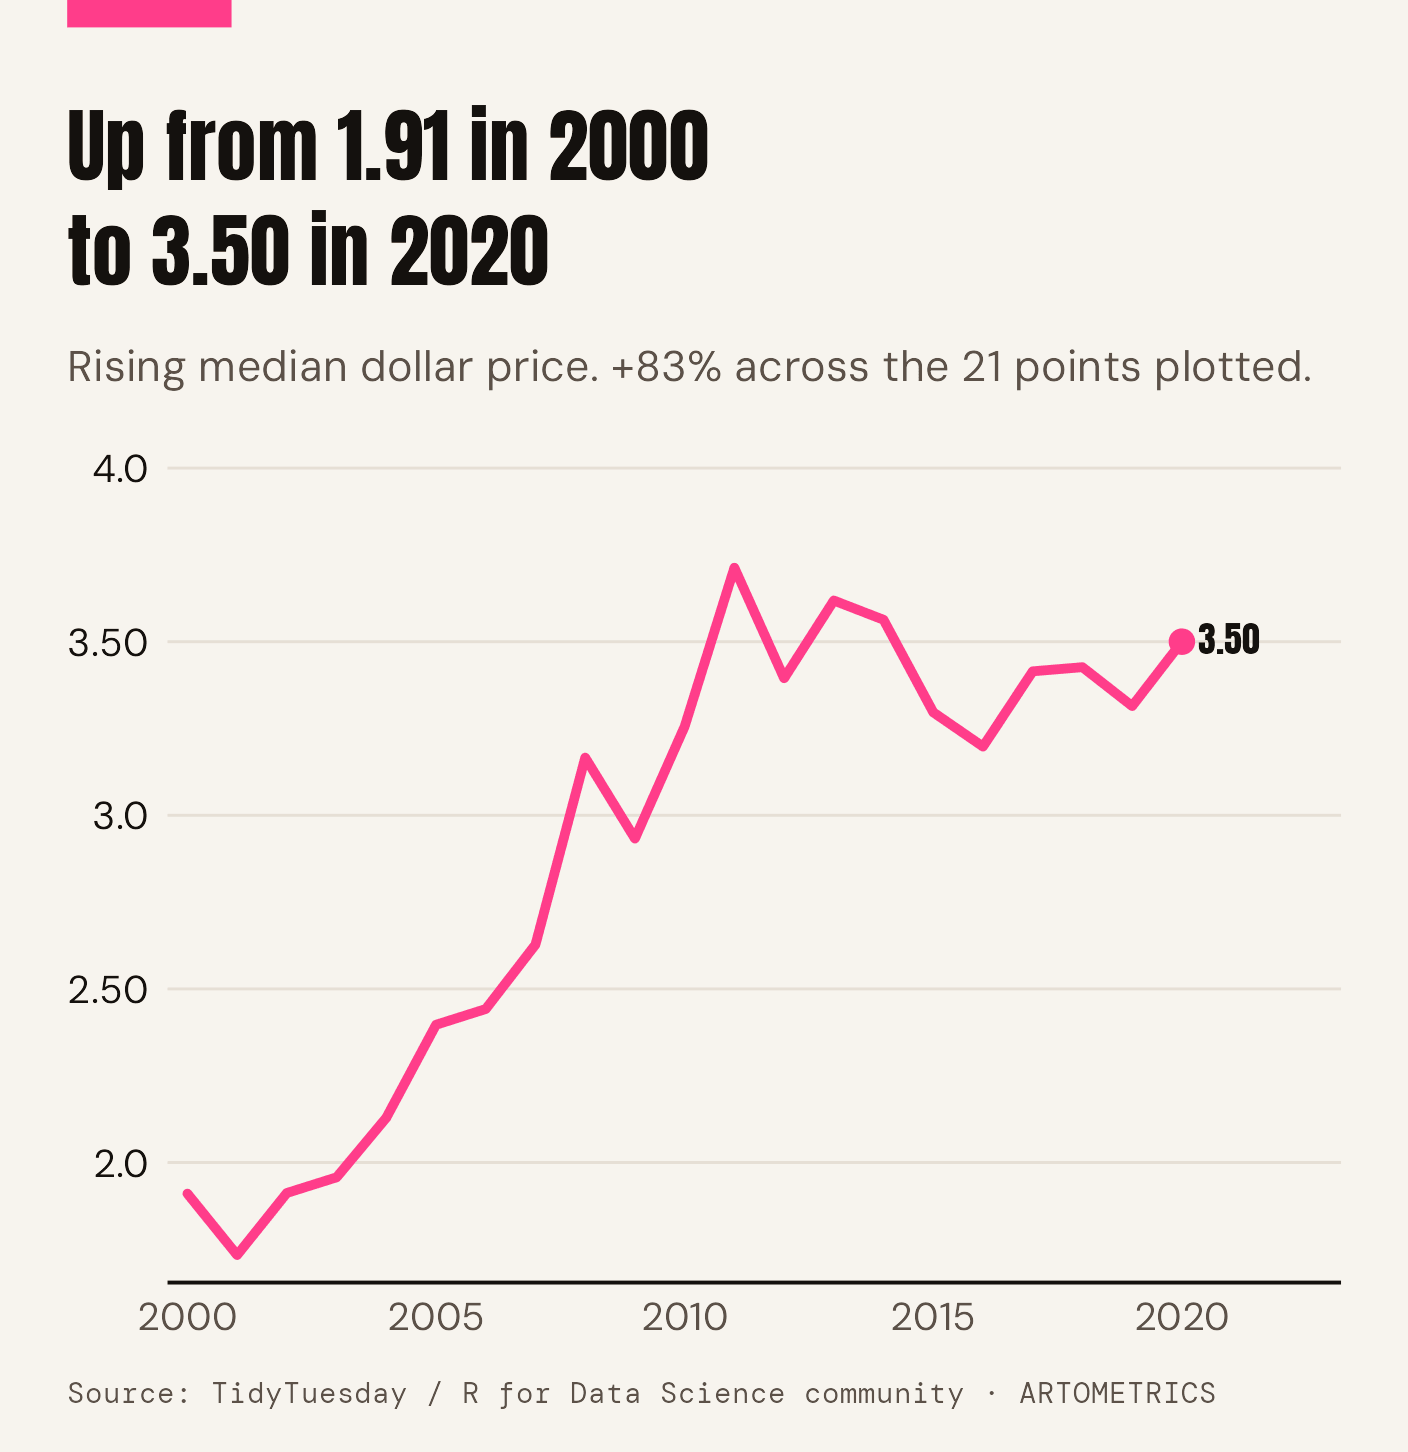 Up from 1.91 in 2000
to 3.50 in 2020
Rising median dollar price. +83% across the 21 points plotted.
4.0
3.50
3.50
3.0
2.50
2.0
2000 2005 2010 2015 2020
Source: TidyTuesday / R for Data Science community · ARTOMETRICS